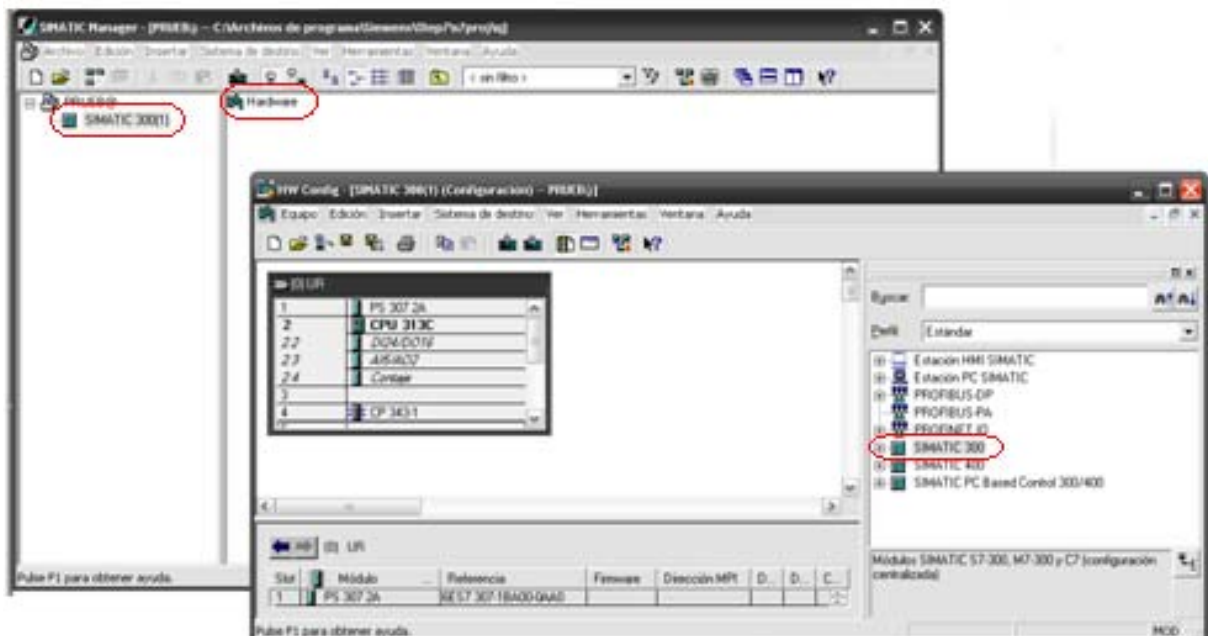 SIMATIC Manager - [PRUEB@ -- C:\Archivos de programa\Siemens\Step7\s7proj\ej]
Archivo Edición Insertar Sistema de destino Ver Herramientas Ventana Ayuda
< sin filtro >
PRUEB@
SIMATIC 300(1)
Hardware
Pulse F1 para obtener ayuda.
HW Config - [SIMATIC 300(1) (Configuración) -- PRUEB@]
Equipo Edición Insertar Sistema de destino Ver Herramientas Ventana Ayuda
(0) UR
1 PS 307 2A
2 CPU 313C
2.2 DI24/DO16
2.3 AI5/AO2
2.4 Contaje
3
4 CP 343-1
Buscar:
Perfil: Estándar
Estación HMI SIMATIC
Estación PC SIMATIC
PROFIBUS-DP
PROFIBUS-PA
PROFINET IO
SIMATIC 300
SIMATIC 400
SIMATIC PC Based Control 300/400
Módulos SIMATIC S7-300, M7-300 y C7 (configuración centralizada)
(0) UR
Slot Módulo ... Referencia Firmware Dirección MPI D... D... C...
1 PS 307 2A 6ES7 307-1BA00-0AA0
Pulse F1 para obtener ayuda.
MOD